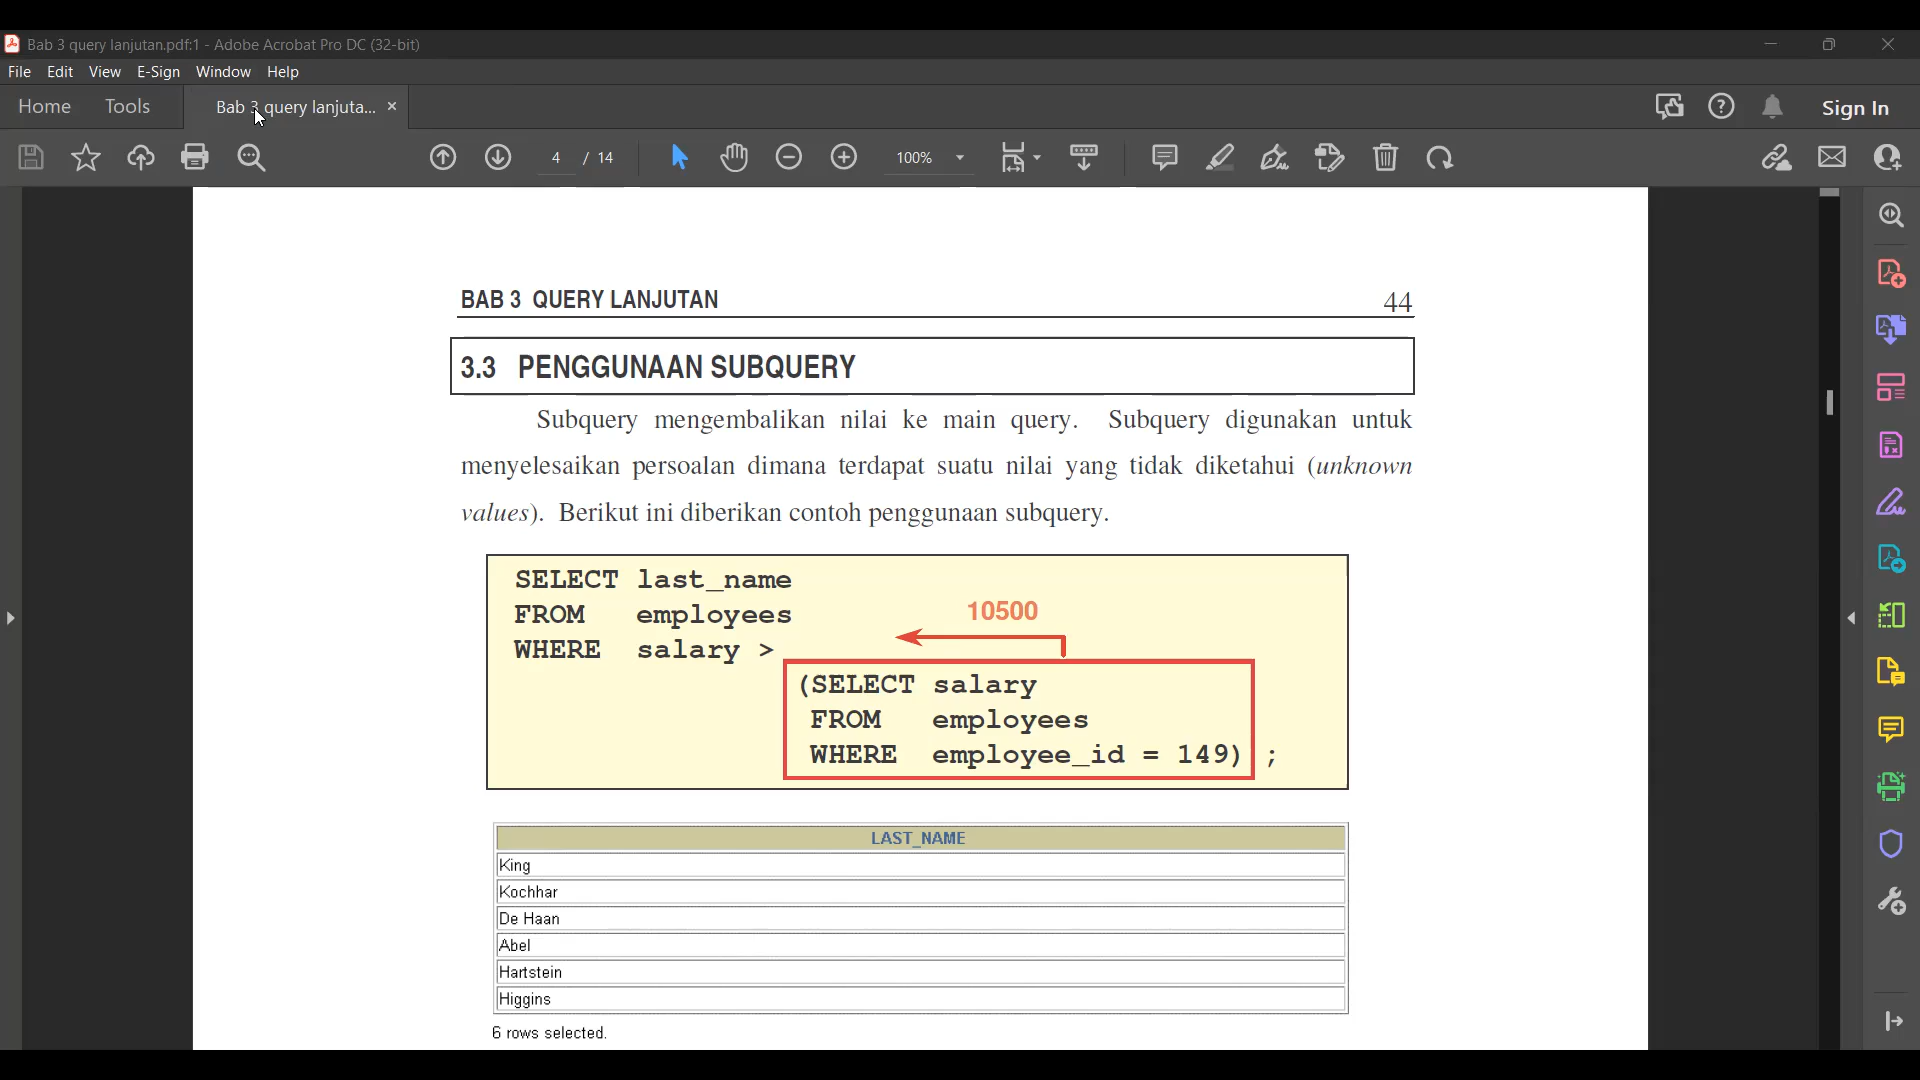 Bab 3 query lanjutan.pdf:1 - Adobe Acrobat Pro DC (32-bit)
File Edit View E-Sign Window Help
Home Tools Bab 3 query lanjuta... × Sign In
4 / 14 100%
BAB 3 QUERY LANJUTAN 44
3.3 PENGGUNAAN SUBQUERY
Subquery mengembalikan nilai ke main query. Subquery digunakan untuk
menyelesaikan persoalan dimana terdapat suatu nilai yang tidak diketahui (unknown
values). Berikut ini diberikan contoh penggunaan subquery.
SELECT last_name
FROM employees
10500
WHERE salary >
(SELECT salary
FROM employees
WHERE employee_id = 149) ;
LAST_NAME
King
Kochhar
De Haan
Abel
Hartstein
Higgins
6 rows selected.